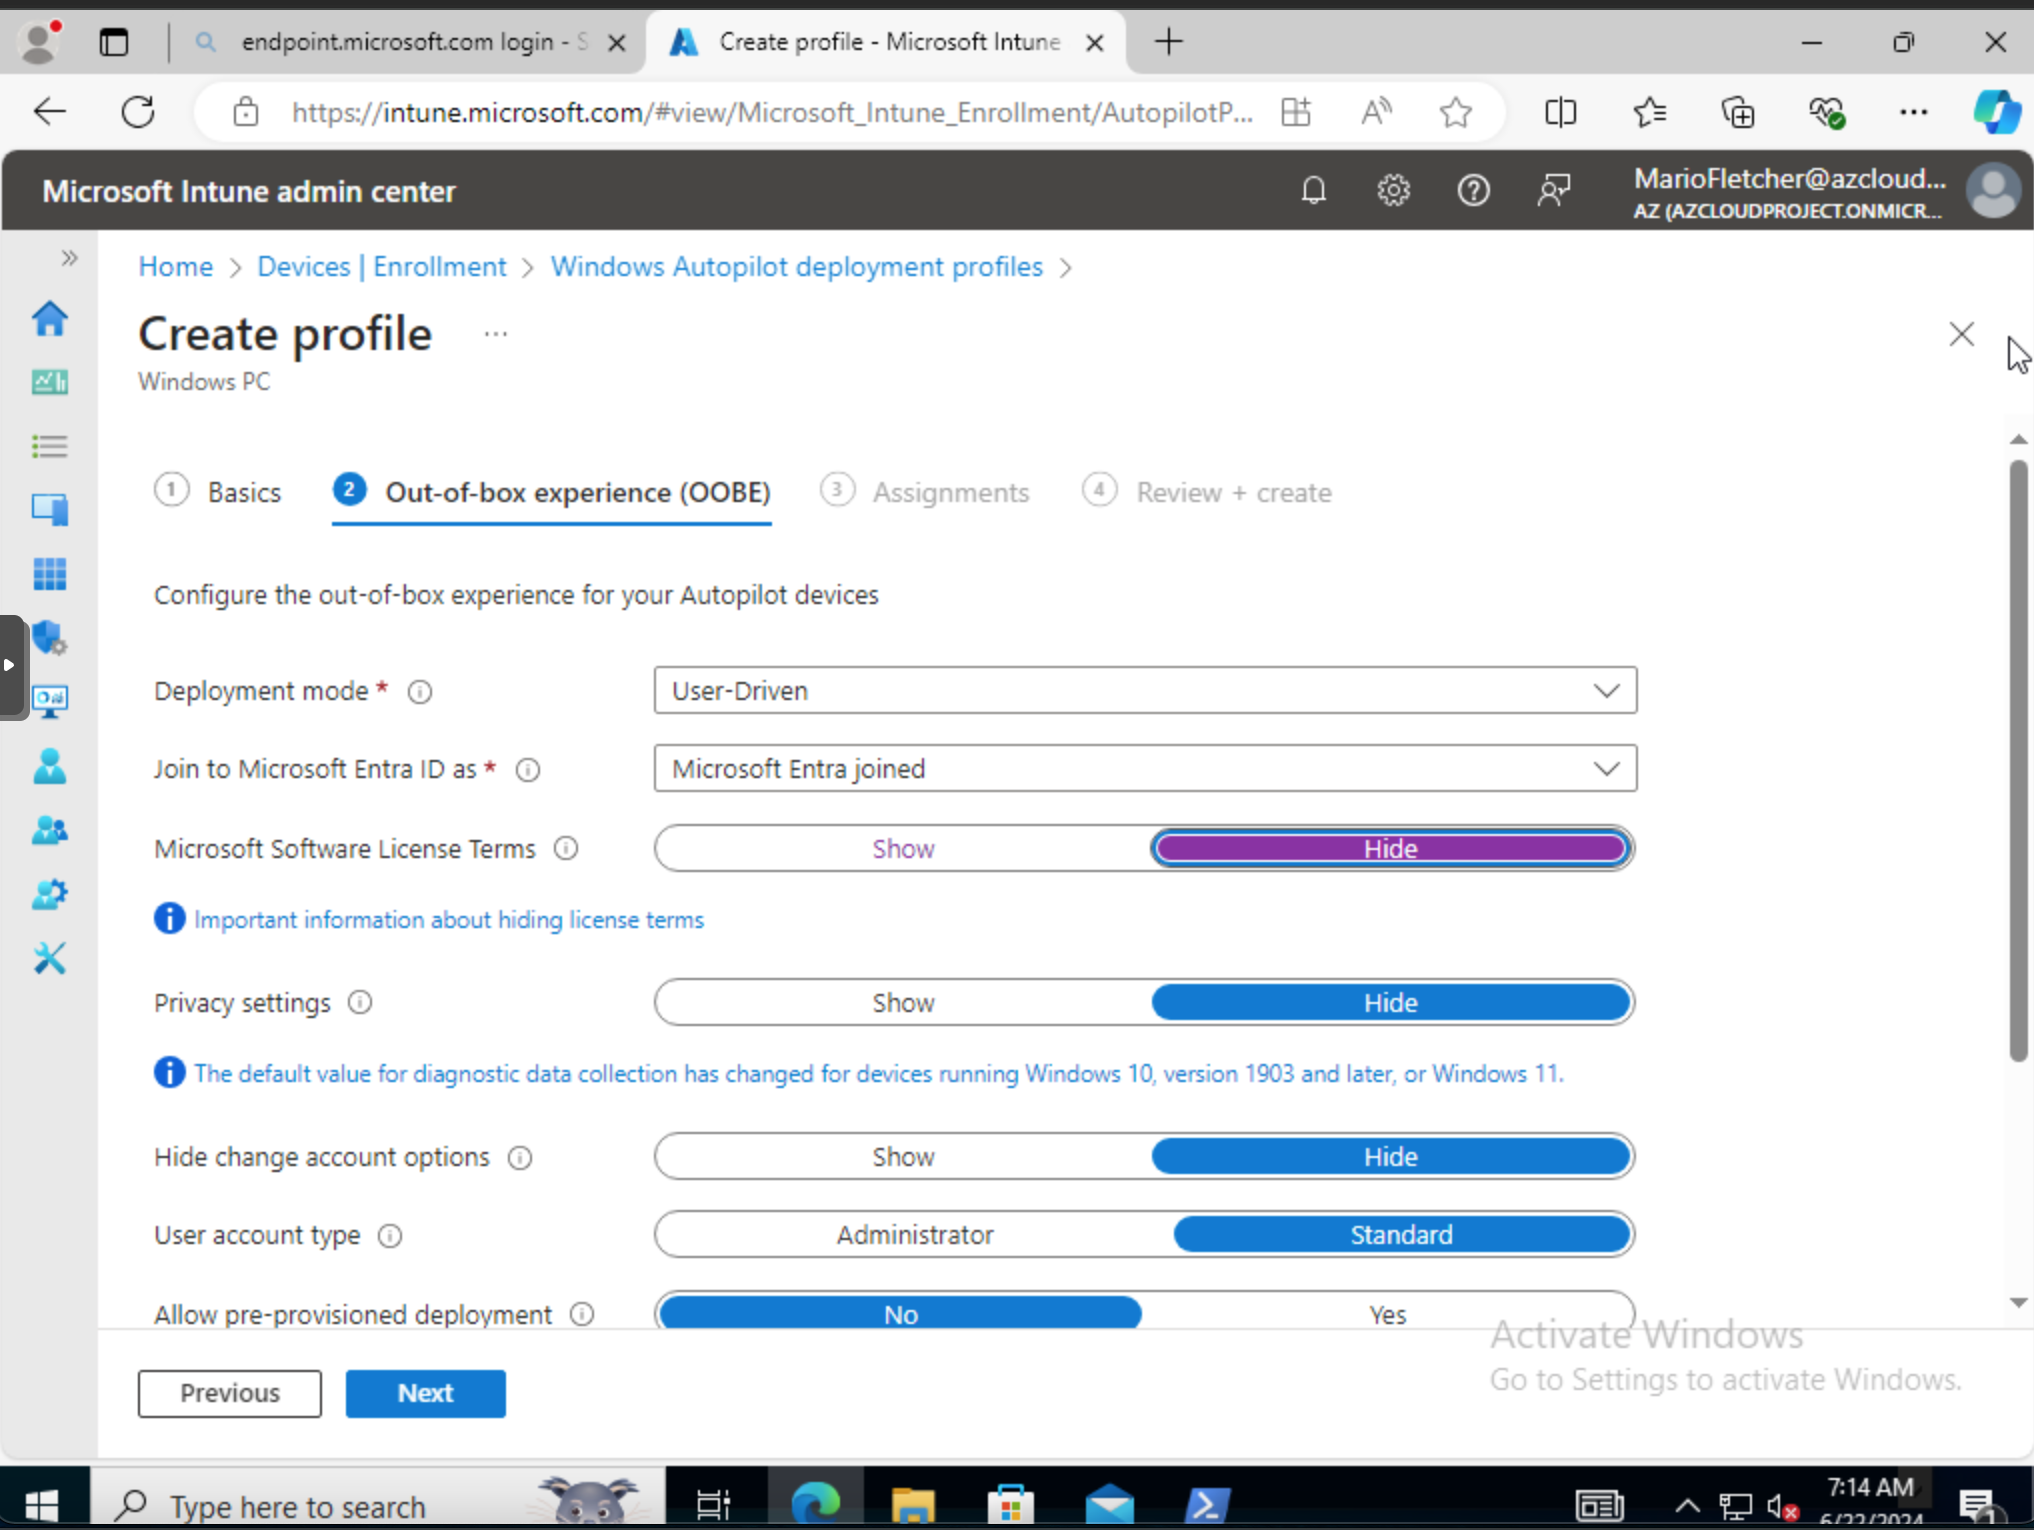 endpoint.microsoft.com login - S
Create profile - Microsoft Intune
https://intune.microsoft.com/#view/Microsoft_Intune_Enrollment/AutopilotP...
Microsoft Intune admin center
MarioFletcher@azcloud...
AZ (AZCLOUDPROJECT.ONMICR...
Home > Devices | Enrollment > Windows Autopilot deployment profiles >
Create profile ...
Windows PC
1 Basics 2 Out-of-box experience (OOBE) 3 Assignments 4 Review + create
Configure the out-of-box experience for your Autopilot devices
Deployment mode * User-Driven
Join to Microsoft Entra ID as * Microsoft Entra joined
Microsoft Software License Terms Show Hide
Important information about hiding license terms
Privacy settings Show Hide
The default value for diagnostic data collection has changed for devices running Windows 10, version 1903 and later, or Windows 11.
Hide change account options Show Hide
User account type Administrator Standard
Allow pre-provisioned deployment No Yes
Activate Windows
Go to Settings to activate Windows.
Previous Next
Type here to search
7:14 AM
6/22/2024
1